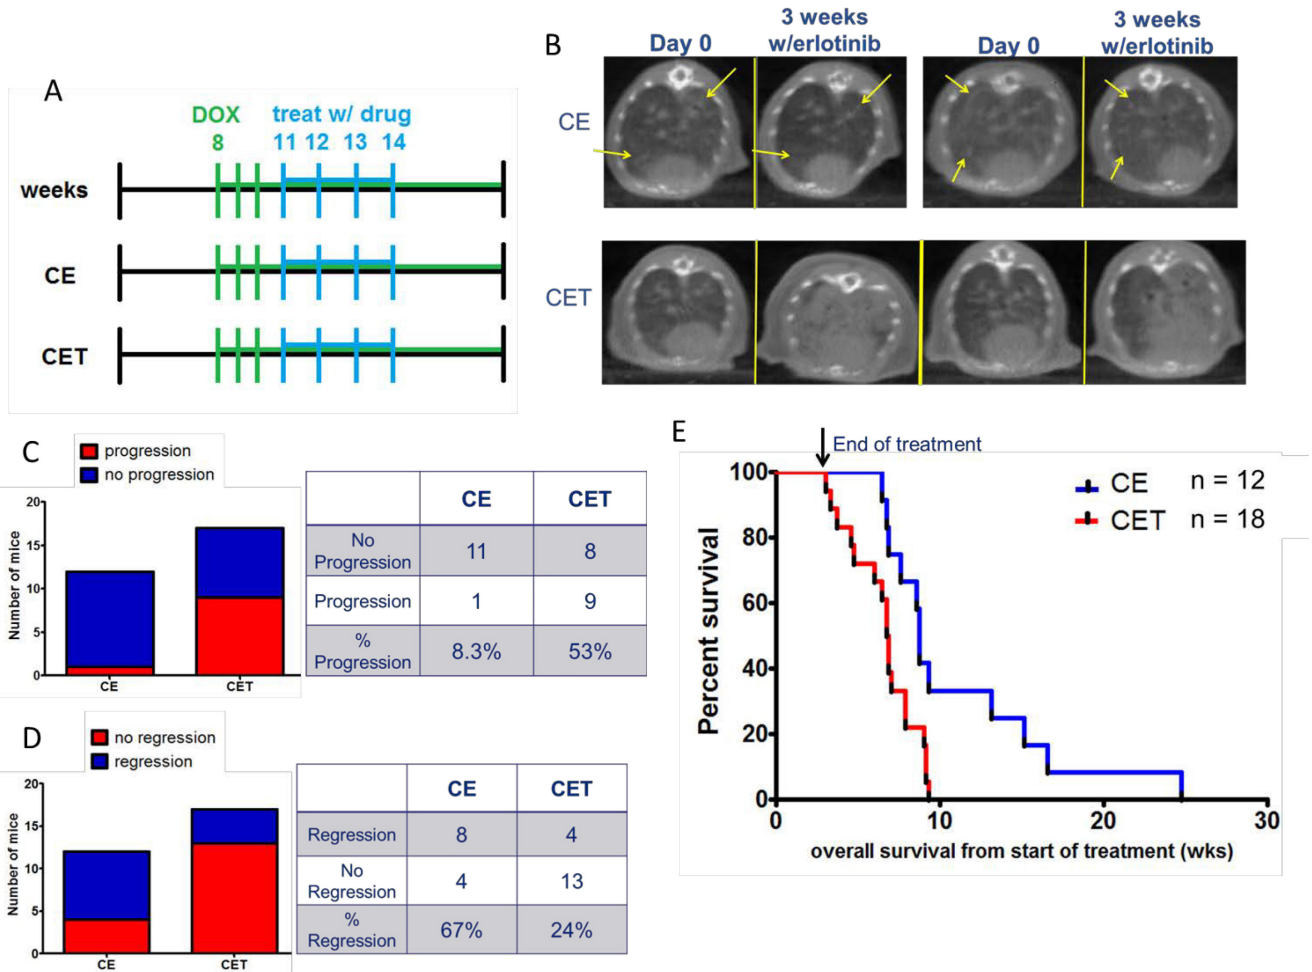 A
DOX
treat w/ drug
8
11
12
13
14
weeks
CE
CET
B
Day 0
3 weeks
w/erlotinib
Day 0
3 weeks
w/erlotinib
CE
CET
C
progression
no progression
Number of mice
20
15
10
5
0
CE
CET
CE
CET
No
Progression
11
8
Progression
1
9
%
Progression
8.3%
53%
D
no regression
regression
Number of mice
20
15
10
5
0
CE
CET
CE
CET
Regression
8
4
No
Regression
4
13
%
Regression
67%
24%
E
End of treatment
CE n = 12
CET n = 18
Percent survival
100
80
60
40
20
0
0
10
20
30
overall survival from start of treatment (wks)